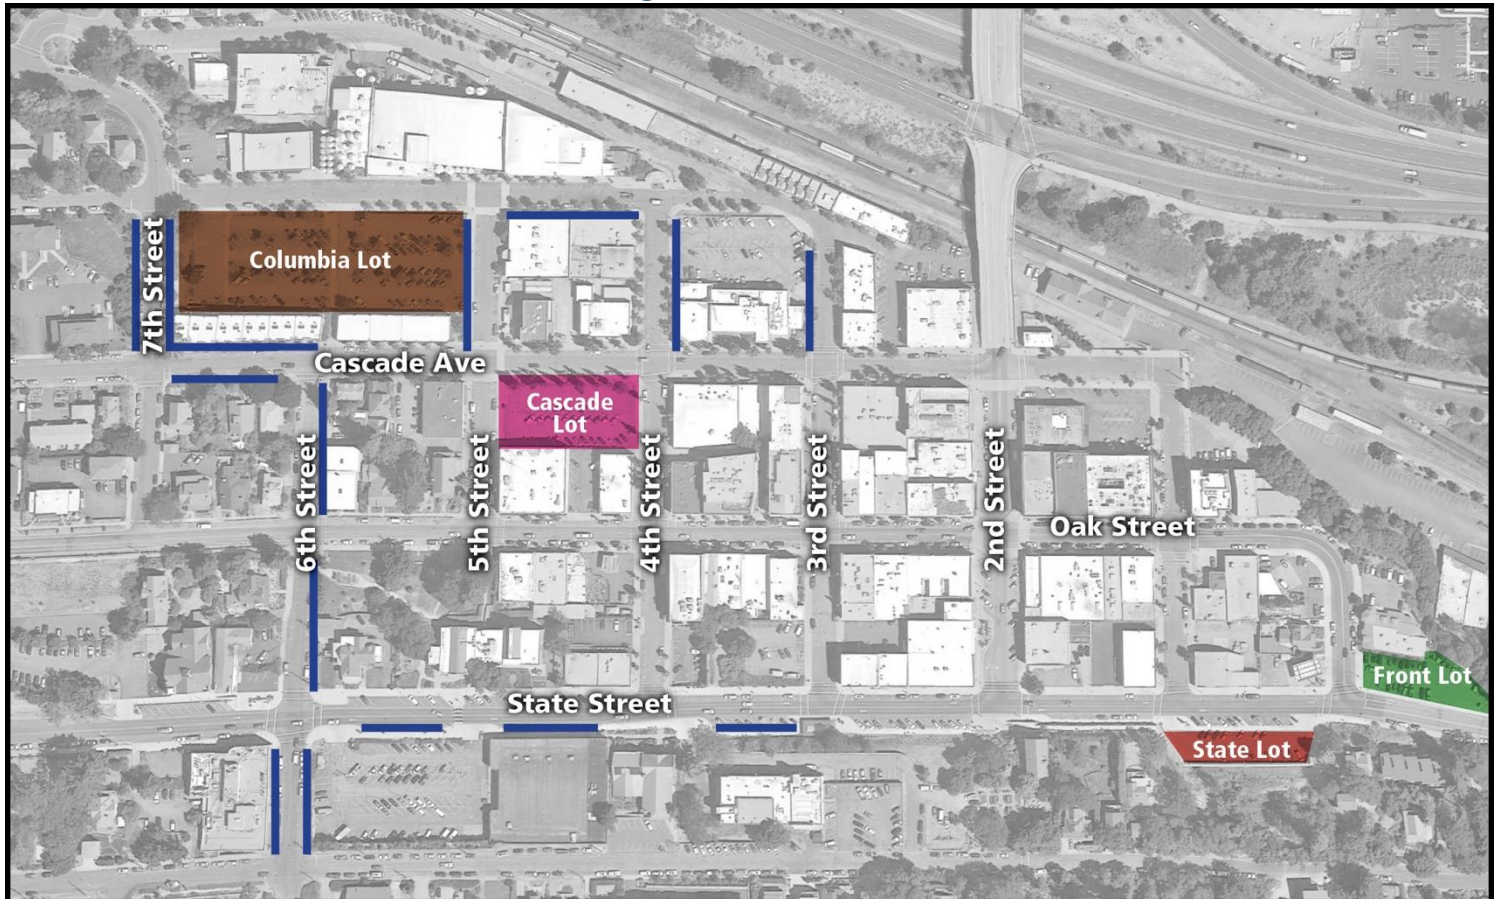 Columbia Lot
7th Street
Cascade Ave
Cascade
Lot
6th Street
5th Street
4th Street
3rd Street
2nd Street
Oak Street
State Street
Front Lot
State Lot